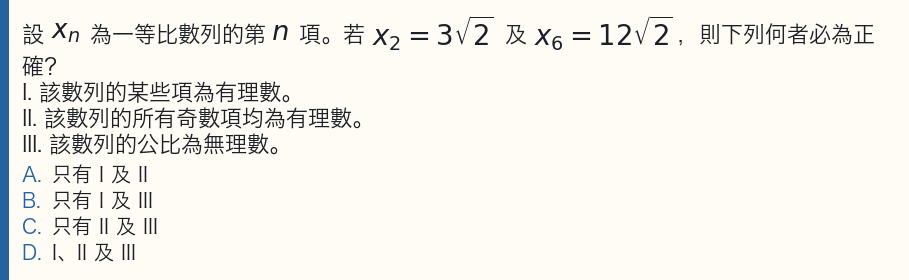 設 xₙ 為一等比數列的第 n 項。若 x₂ = 3√2 及 x₆ = 12√2，則下列何者必為正
確?
I. 該數列的某些項為有理數。
II. 該數列的所有奇數項均為有理數。
III. 該數列的公比為無理數。
A. 只有 I 及 II
B. 只有 I 及 III
C. 只有 II 及 III
D. I、II 及 III